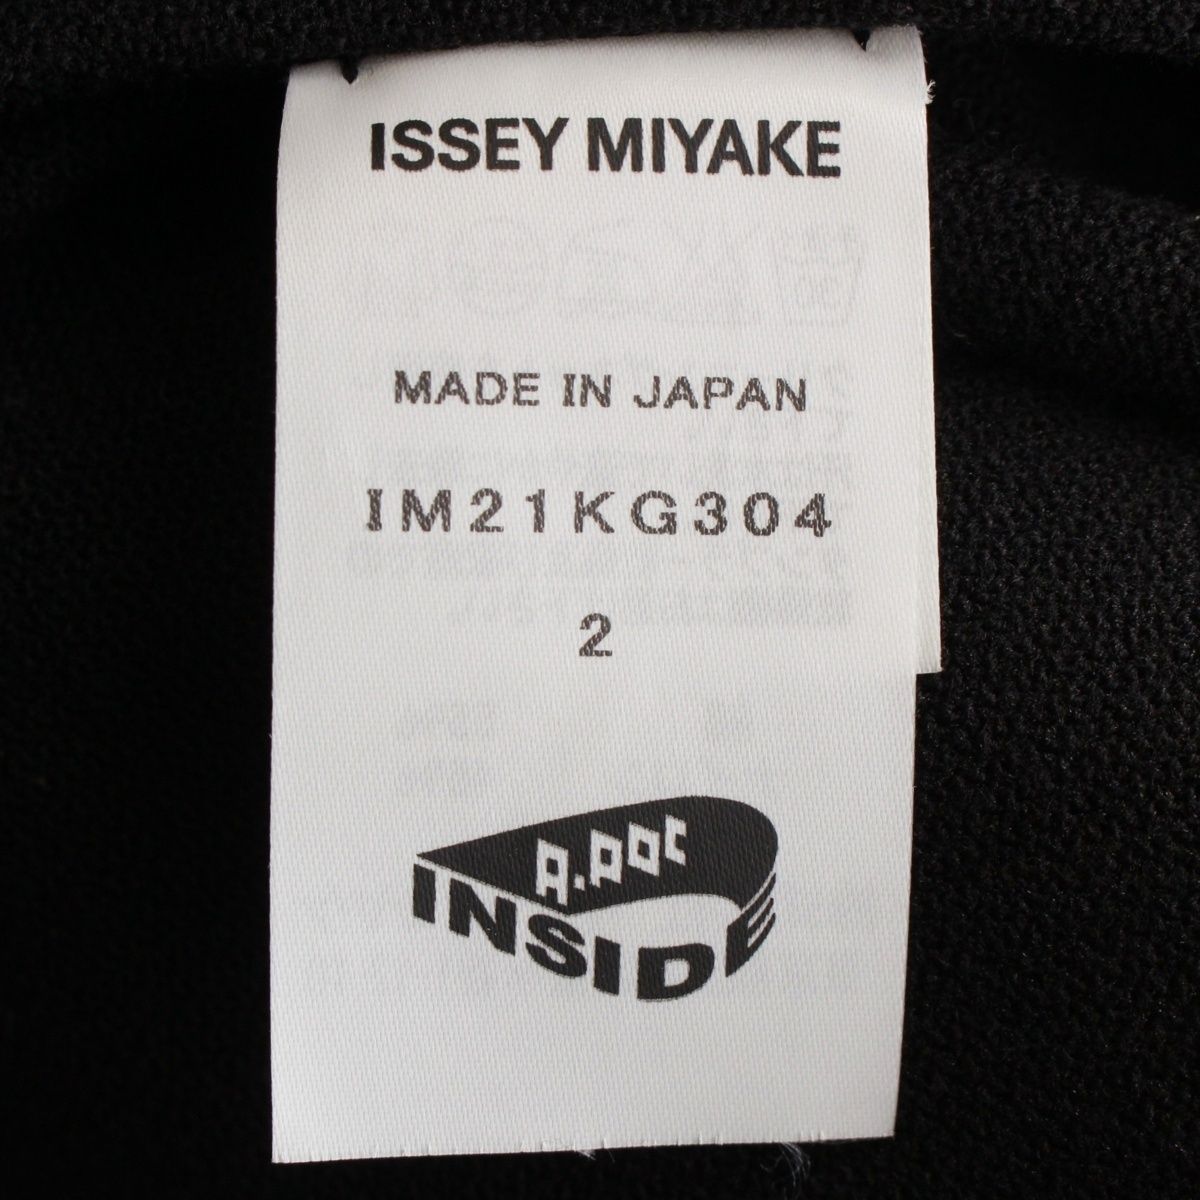 ISSEY MIYAKE
MADE IN JAPAN
IM21KG304
2
A.POC
INSIDE